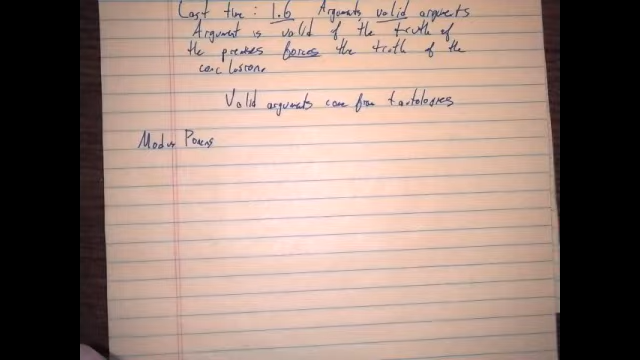 Last time: 1.6 Arguments valid arguments
Argument is valid if the truth of
the premises forces the truth of the
conclusion.
Valid arguments come from tautologies
Modus Ponens